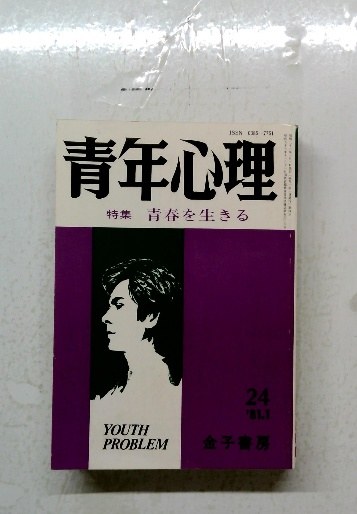 ISSN 0385-7751
青年心理
特集 青春を生きる
24
'81.1
YOUTH
PROBLEM
金子書房